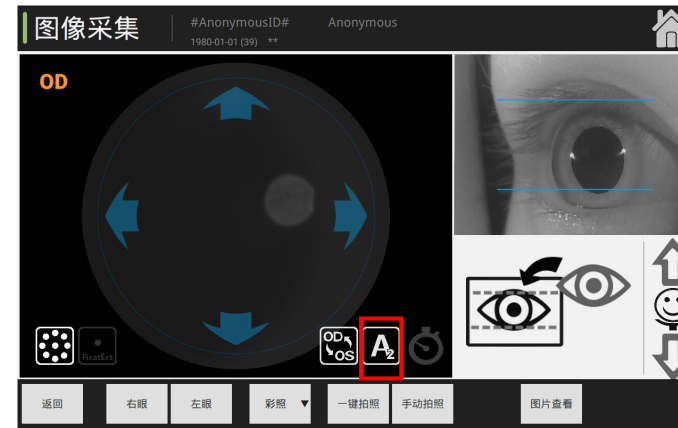 图像采集
#AnonymousID# Anonymous
1980-01-01 (39) **
OD
FixatExt
OD
OS
A2
返回 右眼 左眼 彩照 ▼ 一键拍照 手动拍照 图片查看